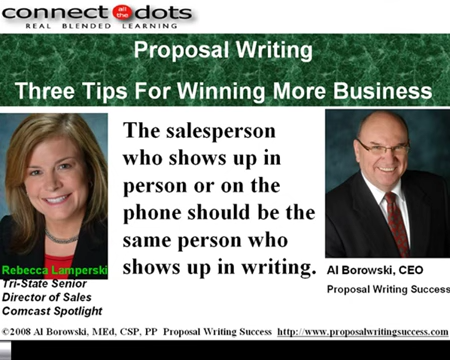 connect all the dots
REAL BLENDED LEARNING
Proposal Writing
Three Tips For Winning More Business
The salesperson
who shows up in
person or on the
phone should be the
same person who
shows up in writing.
Rebecca Lamperski
Tri-State Senior
Director of Sales
Comcast Spotlight
Al Borowski, CEO
Proposal Writing Success
©2008 Al Borowski, MEd, CSP, PP Proposal Writing Success http://www.proposalwritingsuccess.com